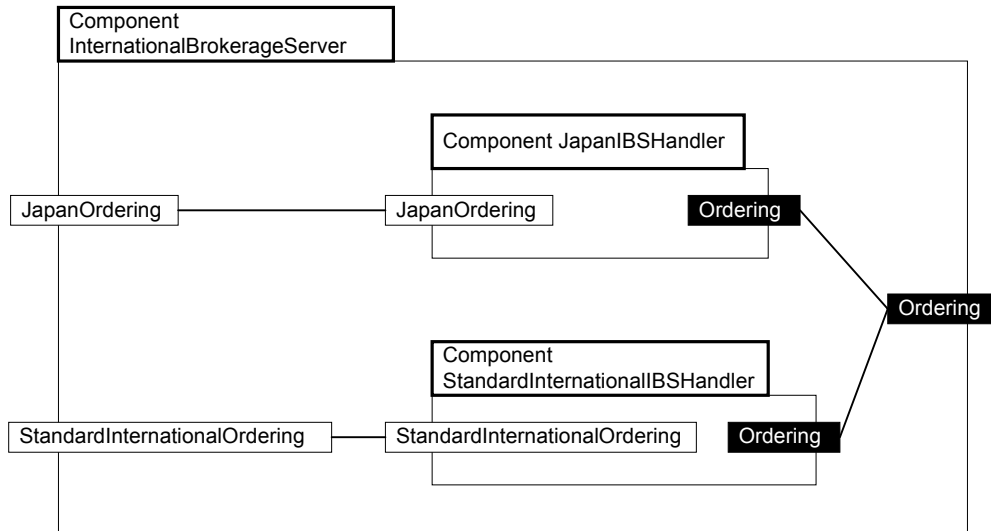 Component
InternationalBrokerageServer
Component JapanIBSHandler
JapanOrdering
JapanOrdering
Ordering
Ordering
Component
StandardInternationalIBSHandler
StandardInternationalOrdering
StandardInternationalOrdering
Ordering